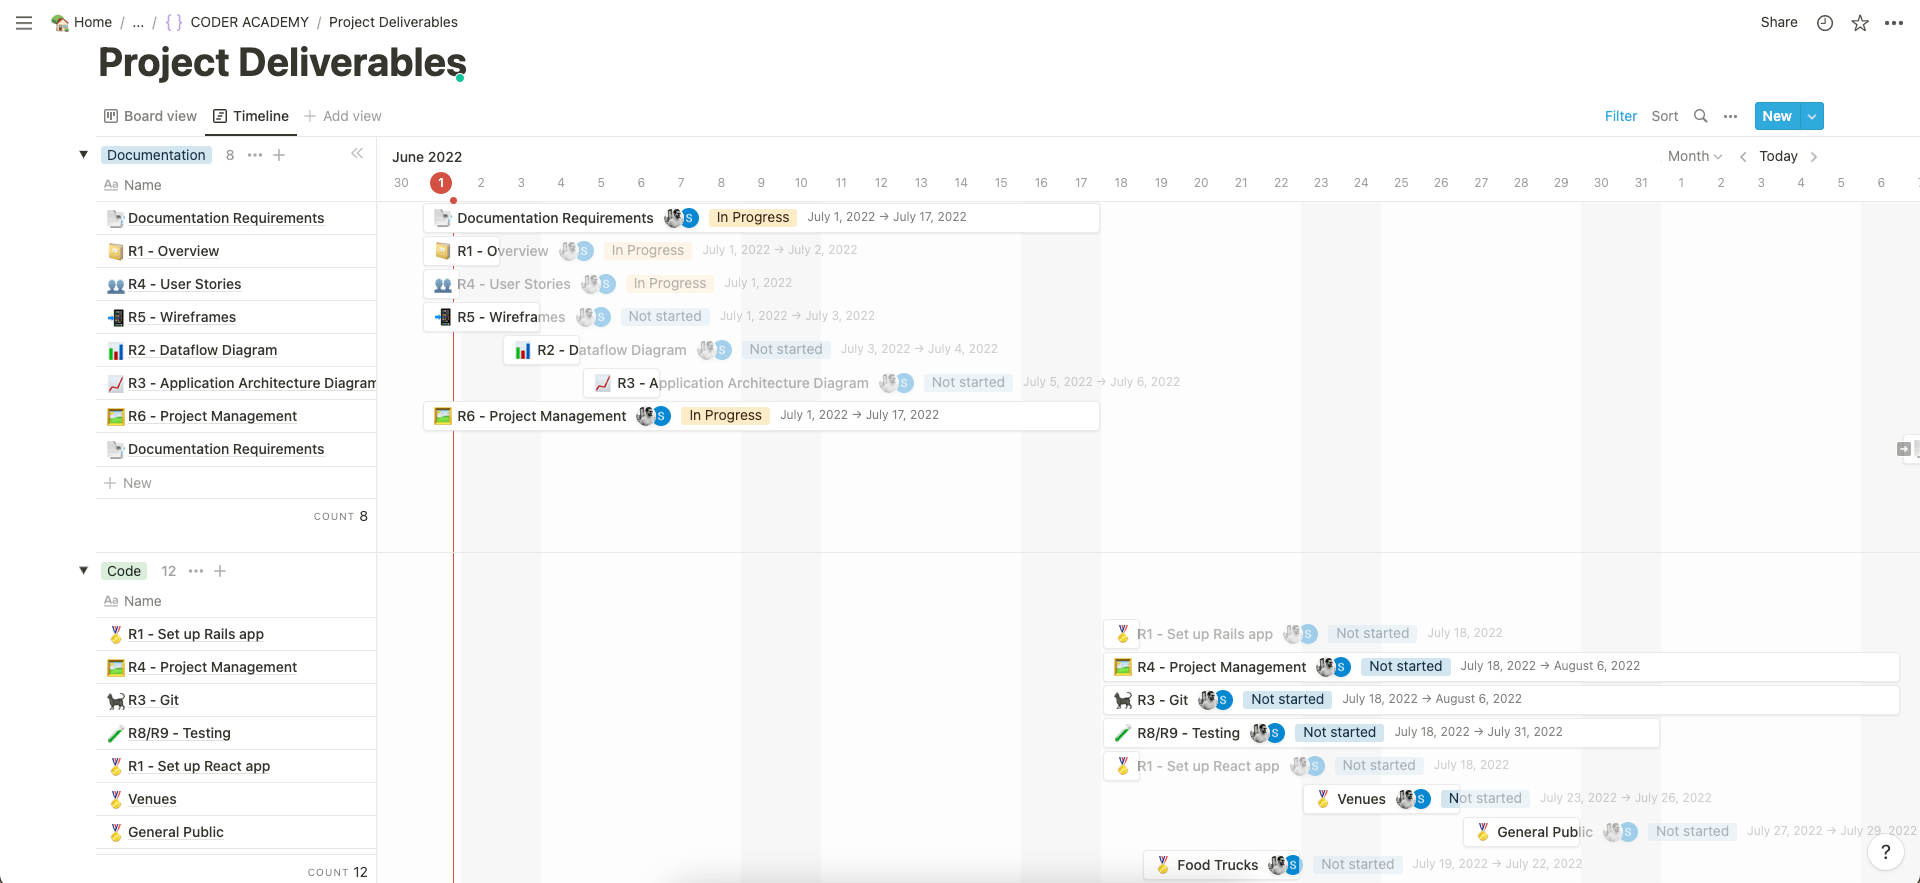 Home / ... / { } CODER ACADEMY / Project Deliverables
Share
Project Deliverables
Board view Timeline + Add view
Filter Sort New
Documentation 8
June 2022
Month Today
Aa Name
30 1 2 3 4 5 6 7 8 9 10 11 12 13 14 15 16 17 18 19 20 21 22 23 24 25 26 27 28 29 30 31 1 2 3 4 5 6
Documentation Requirements
Documentation Requirements S In Progress July 1, 2022 → July 17, 2022
R1 - Overview
R1 - Overview S In Progress July 1, 2022 → July 2, 2022
R4 - User Stories
R4 - User Stories S In Progress July 1, 2022
R5 - Wireframes
R5 - Wireframes S Not started July 1, 2022 → July 3, 2022
R2 - Dataflow Diagram
R2 - Dataflow Diagram S Not started July 3, 2022 → July 4, 2022
R3 - Application Architecture Diagram
R3 - Application Architecture Diagram S Not started July 5, 2022 → July 6, 2022
R6 - Project Management
R6 - Project Management S In Progress July 1, 2022 → July 17, 2022
Documentation Requirements
+ New
COUNT 8
Code 12
Aa Name
R1 - Set up Rails app
R1 - Set up Rails app S Not started July 18, 2022
R4 - Project Management
R4 - Project Management S Not started July 18, 2022 → August 6, 2022
R3 - Git
R3 - Git S Not started July 18, 2022 → August 6, 2022
R8/R9 - Testing
R8/R9 - Testing S Not started July 18, 2022 → July 31, 2022
R1 - Set up React app
R1 - Set up React app S Not started July 18, 2022
Venues
Venues S Not started July 23, 2022 → July 26, 2022
General Public
General Public S Not started July 27, 2022 → July 29, 2022
Food Trucks S Not started July 19, 2022 → July 22, 2022
COUNT 12
?